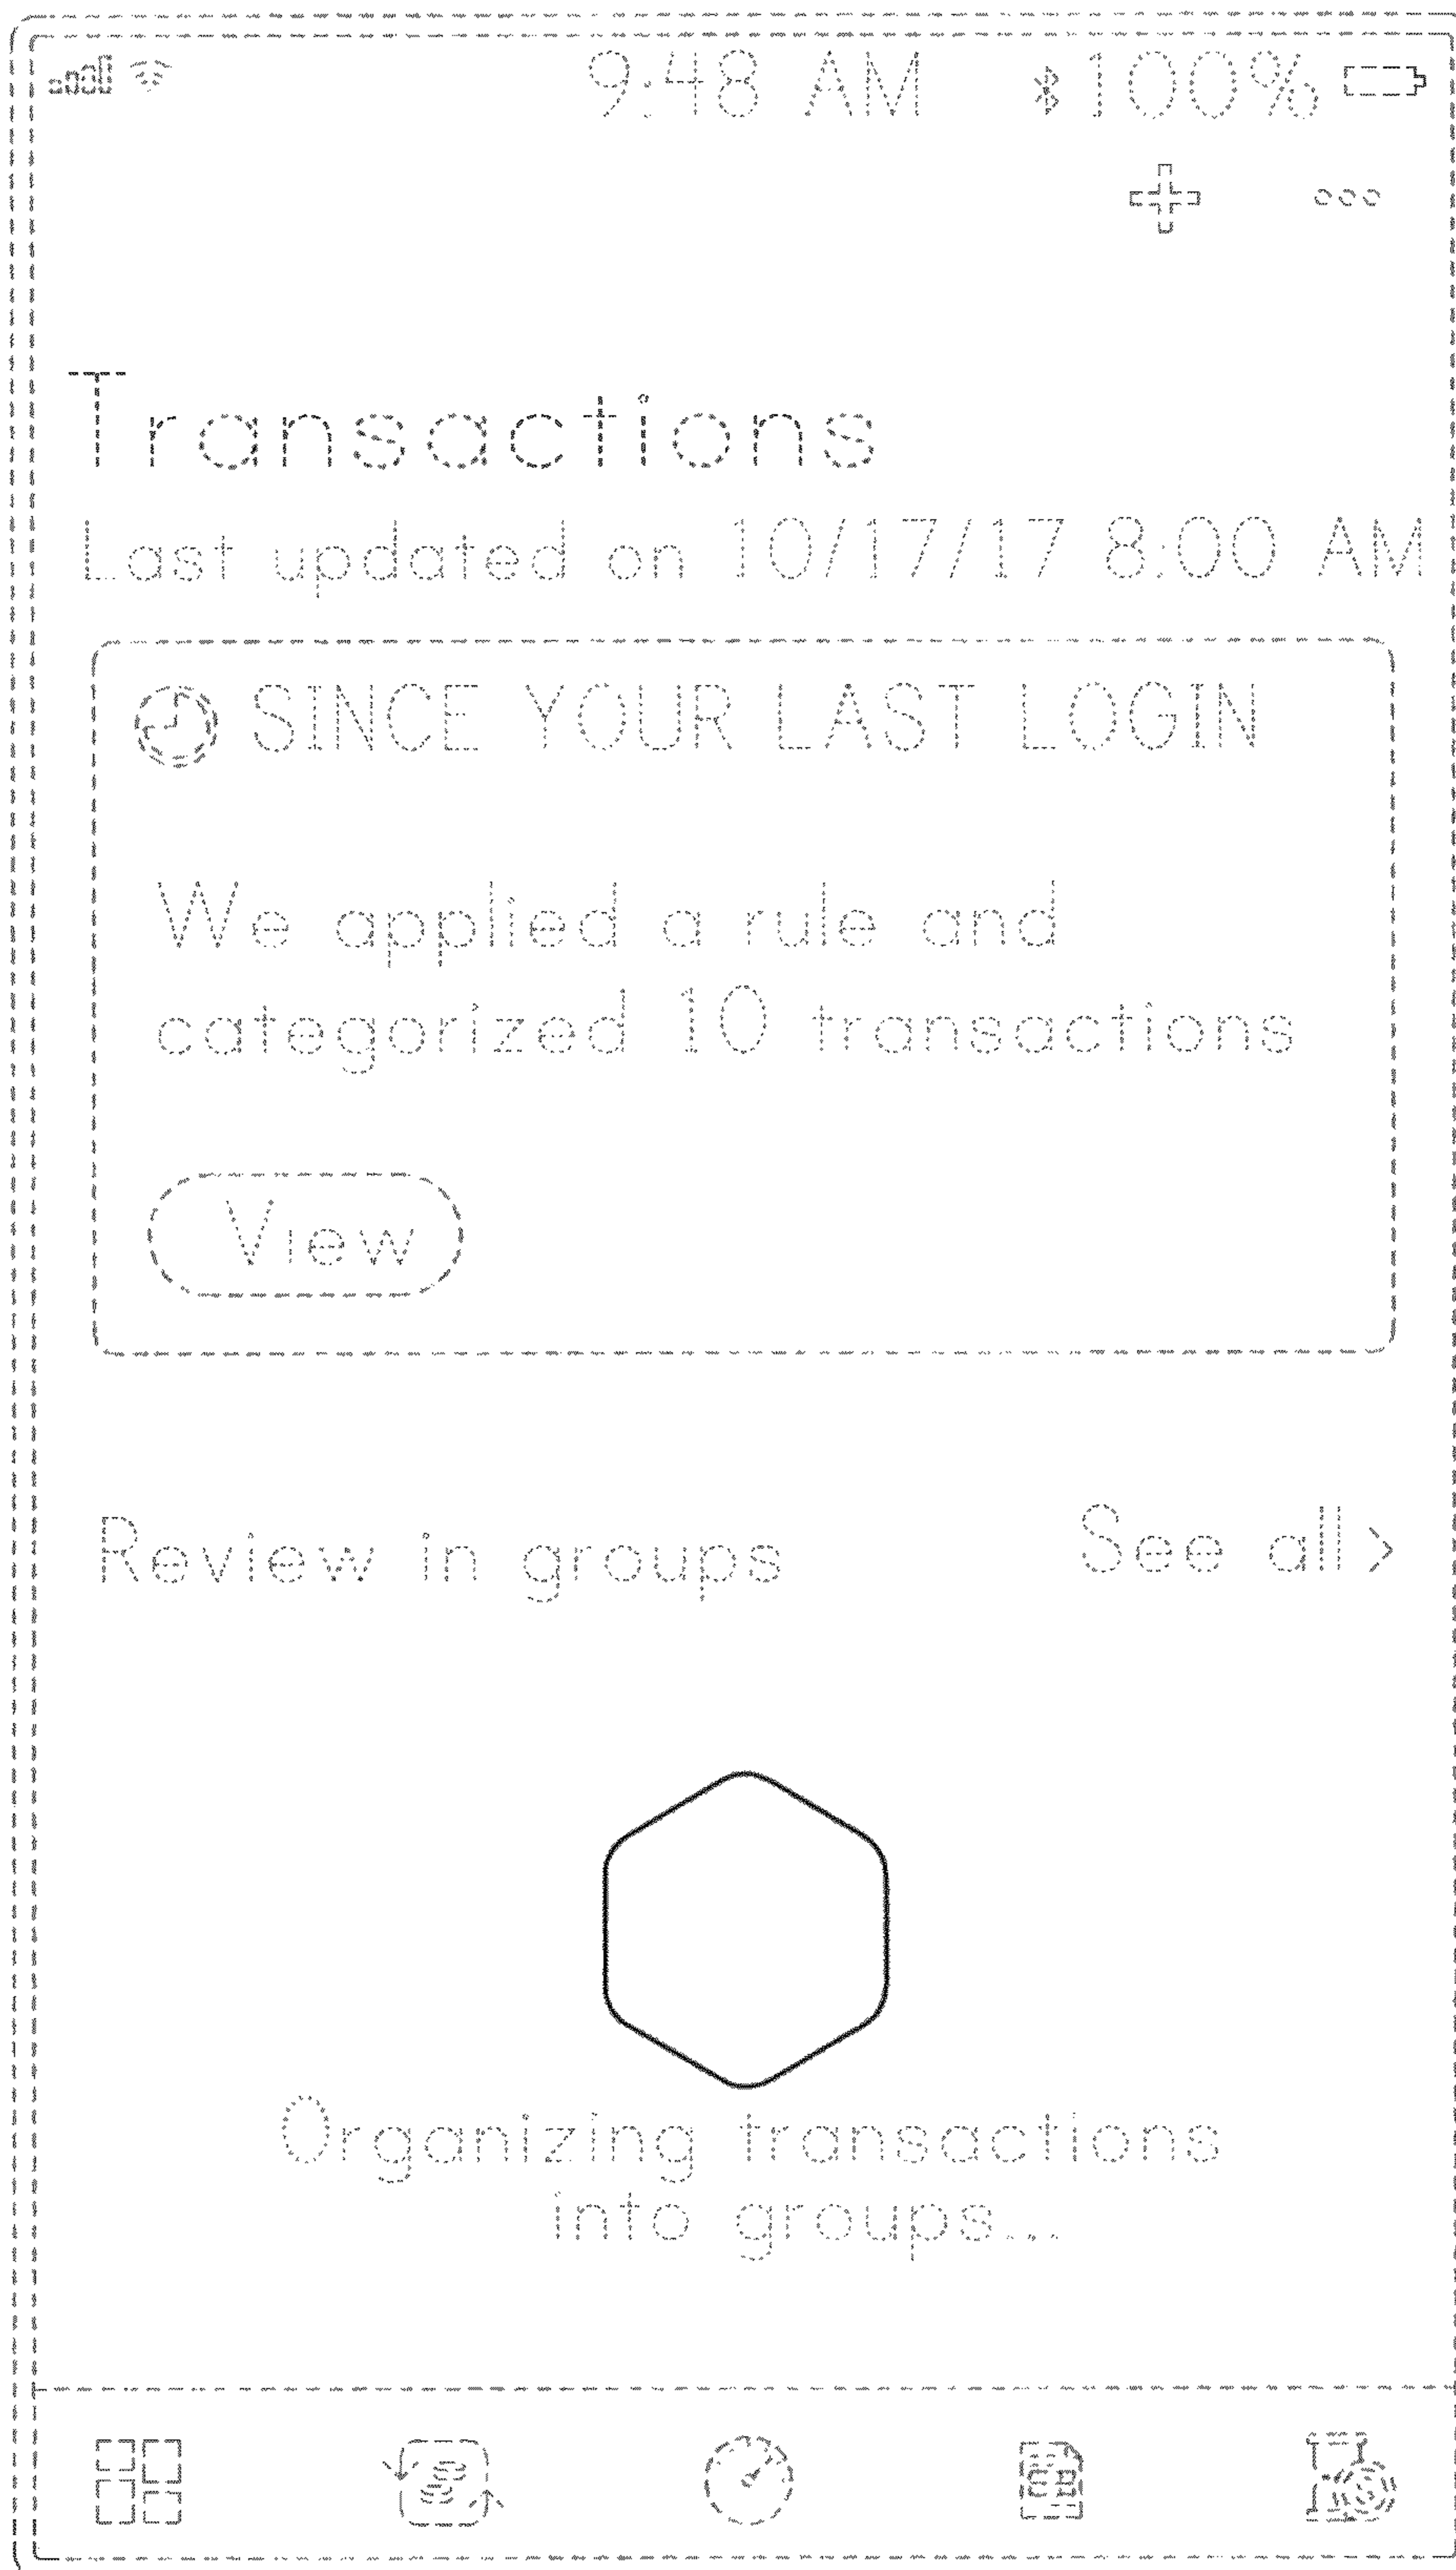 9:48 AM 100%
Transactions
Last updated on 10/17/17 8:00 AM
SINCE YOUR LAST LOGIN
We applied a rule and
categorized 10 transactions
View
Review in groups See all >
Organizing transactions
into groups...